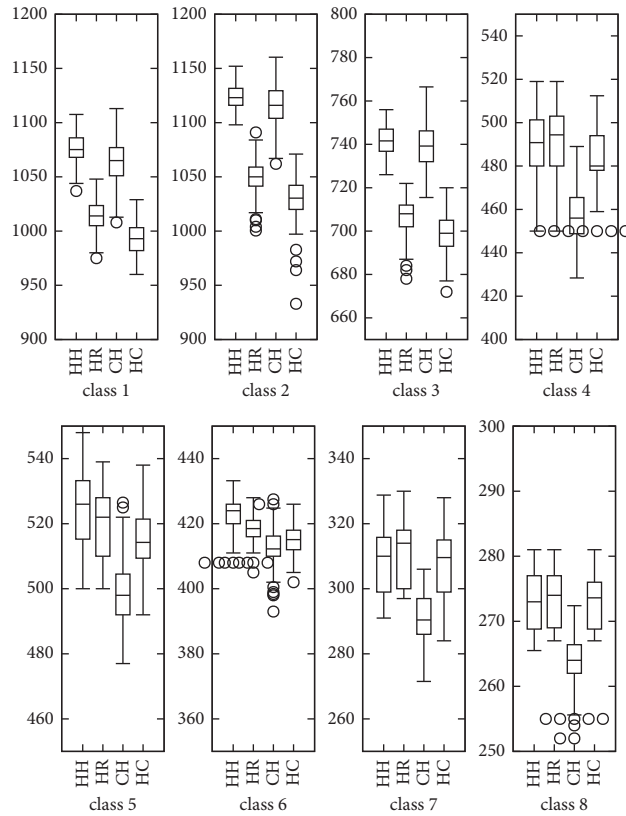 1200
1150
1100
1050
1000
950
900
HH
HR
CH
HC
class 1
1200
1150
1100
1050
1000
950
900
HH
HR
CH
HC
class 2
800
780
760
740
720
700
680
660
HH
HR
CH
HC
class 3
540
520
500
480
460
440
420
400
HH
HR
CH
HC
class 4
540
520
500
480
460
HH
HR
CH
HC
class 5
440
420
400
380
360
HH
HR
CH
HC
class 6
340
320
300
280
260
HH
HR
CH
HC
class 7
300
290
280
270
260
250
HH
HR
CH
HC
class 8